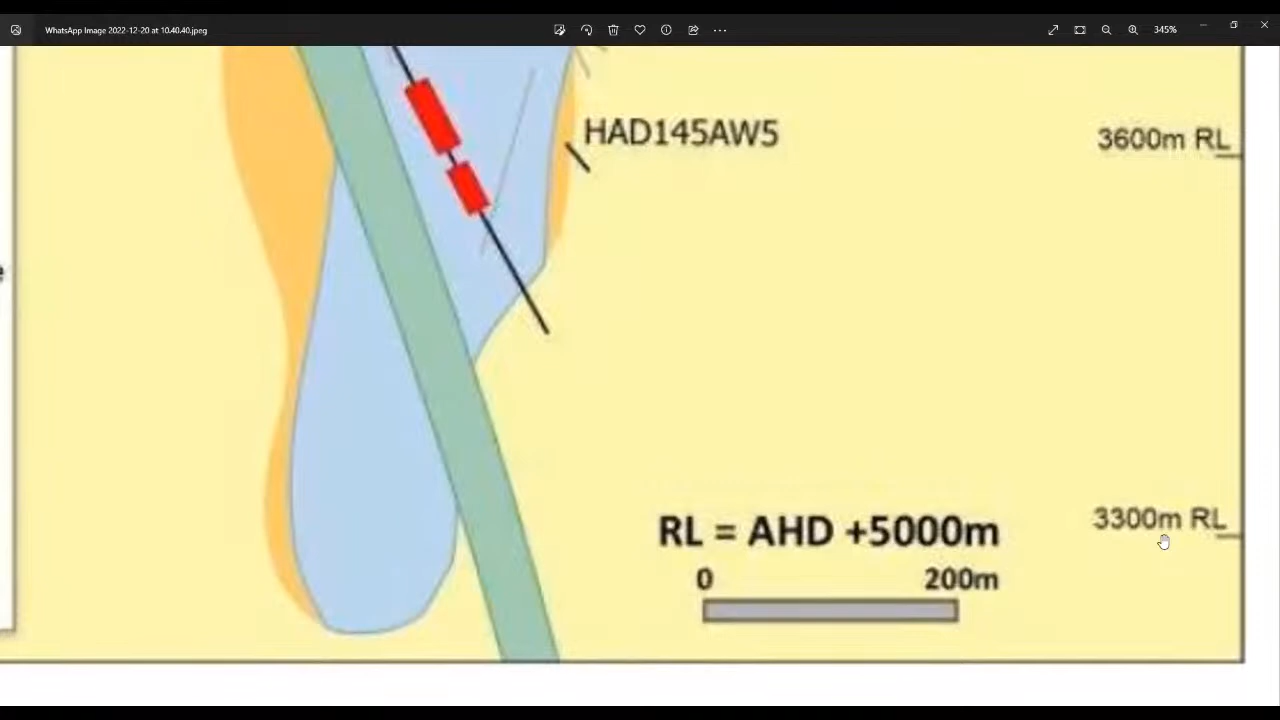 WhatsApp Image 2022-12-20 at 10.40.40.jpeg
345%
HAD145AW5
3600m RL
e
3300m RL
RL = AHD +5000m
0 200m